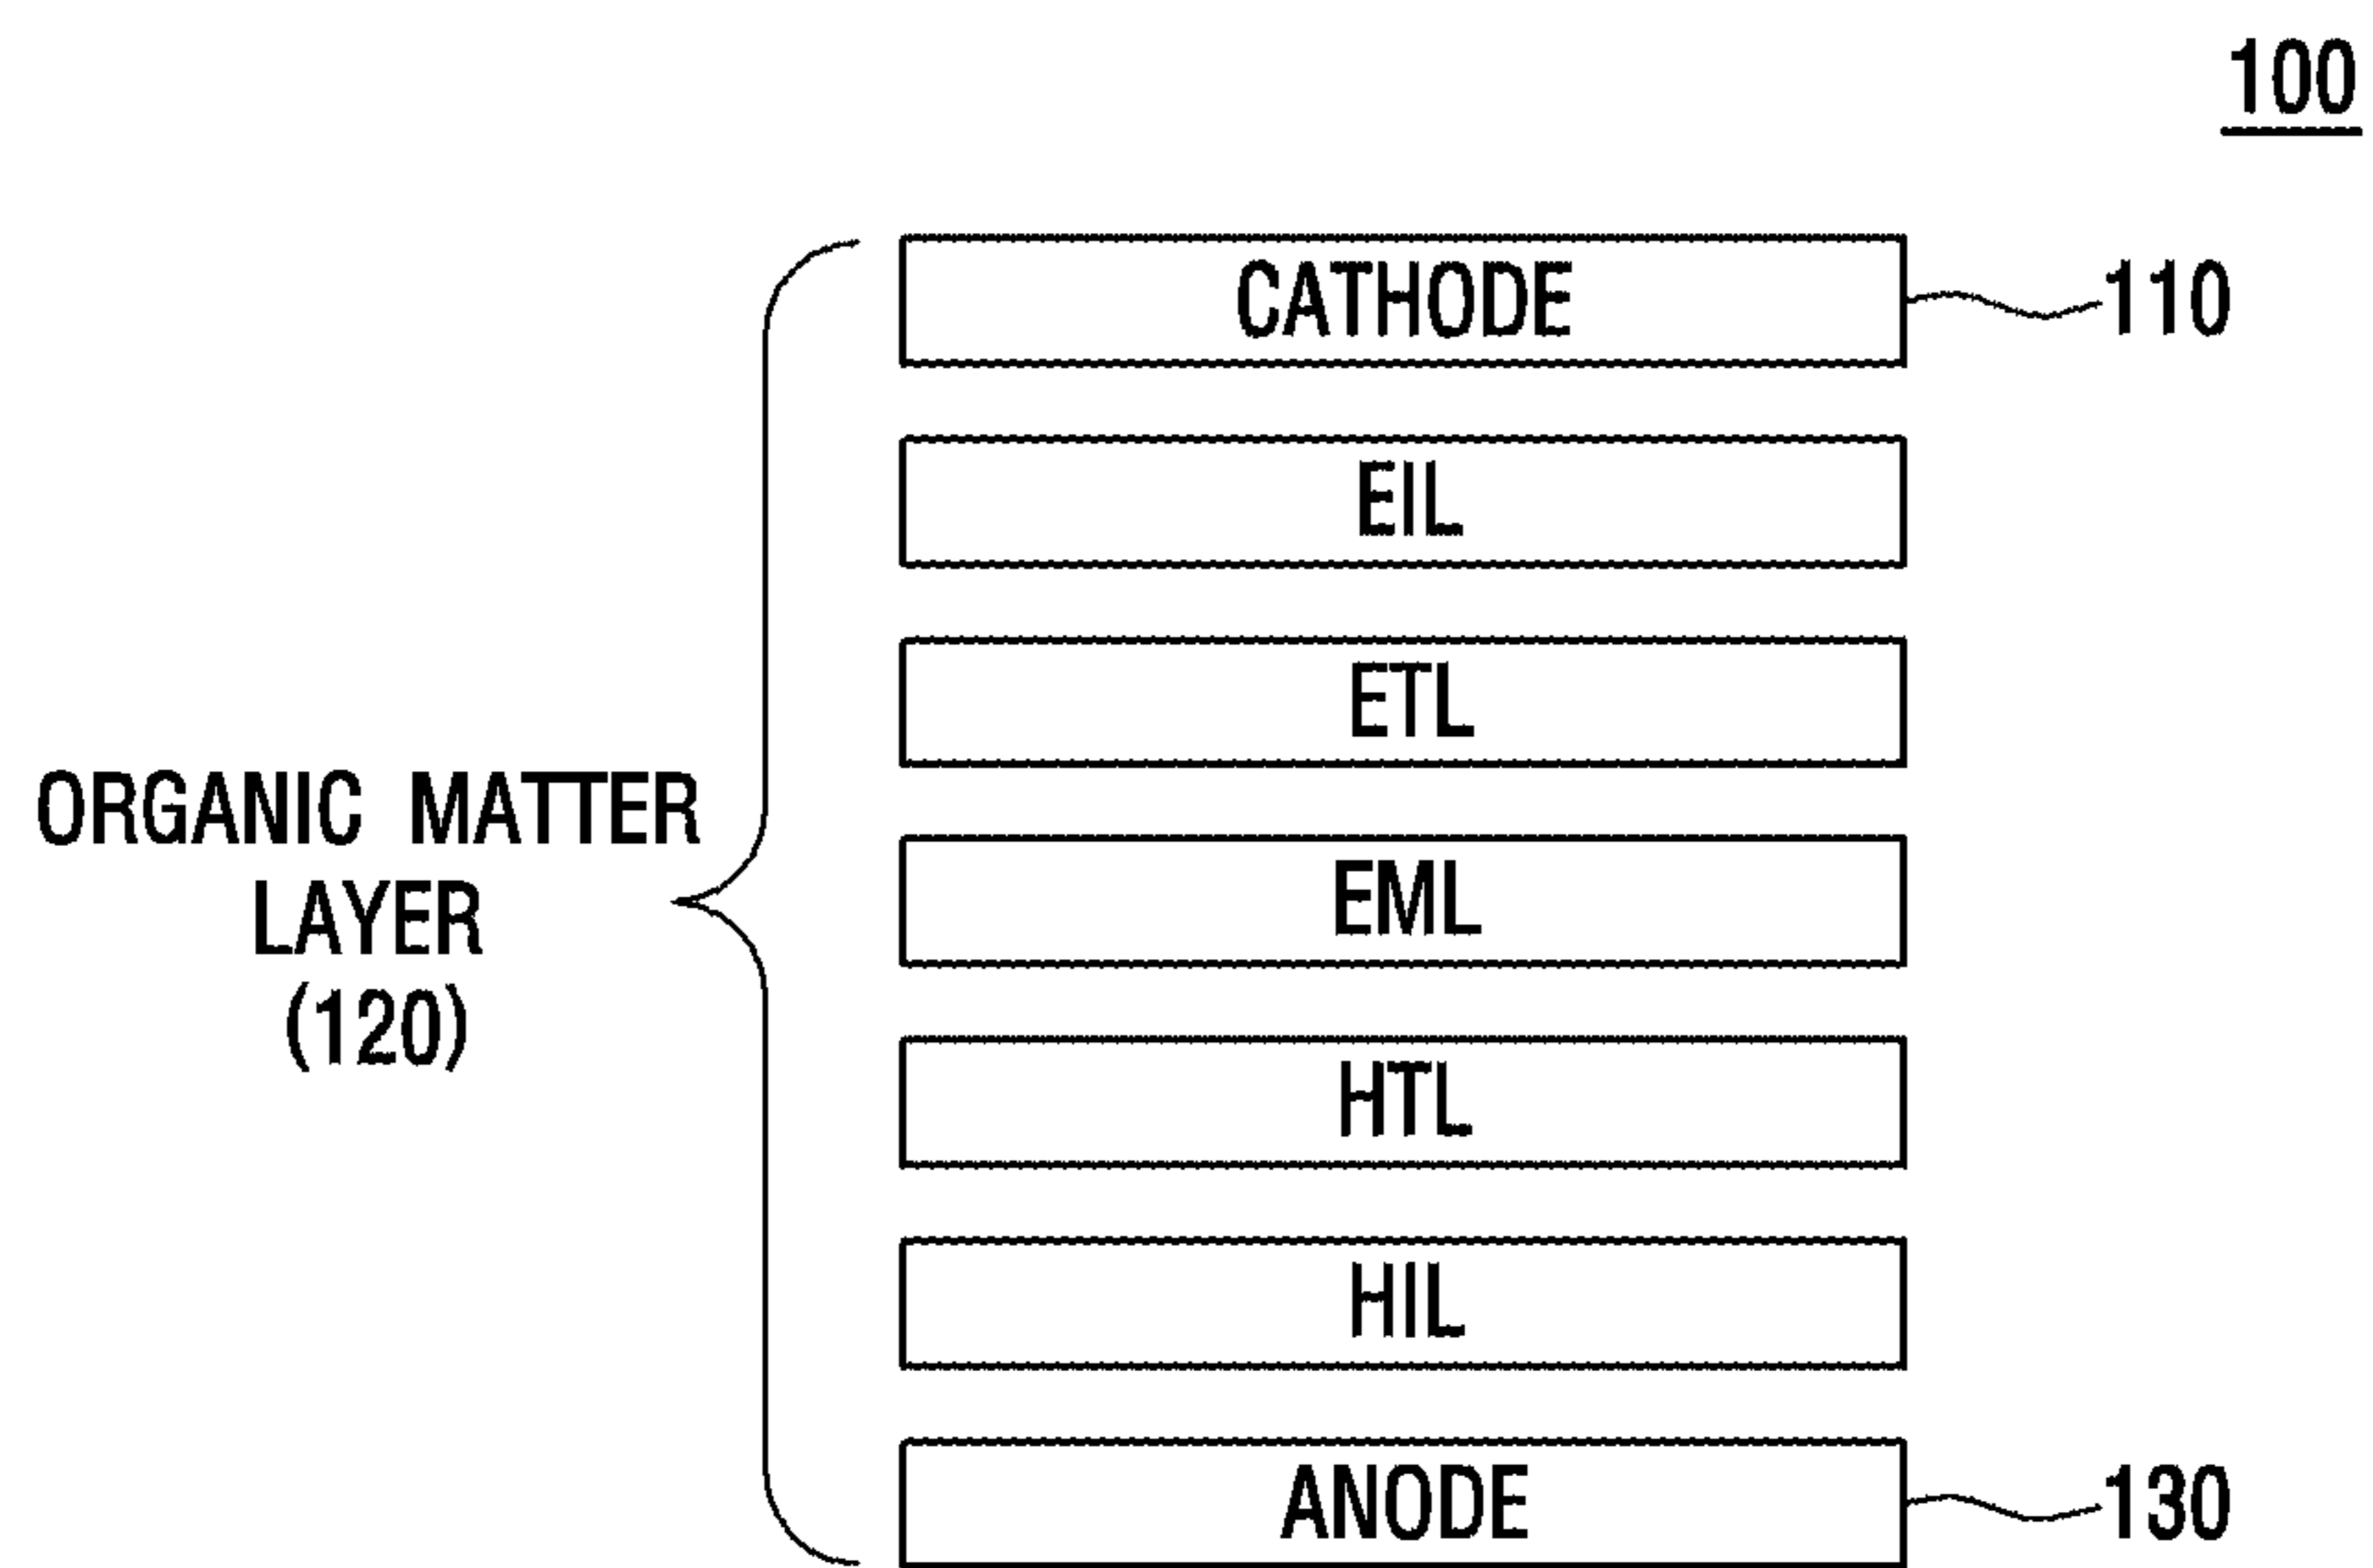 100
CATHODE
110
EIL
ETL
ORGANIC MATTER
LAYER
(120)
EML
HTL
HIL
ANODE
130